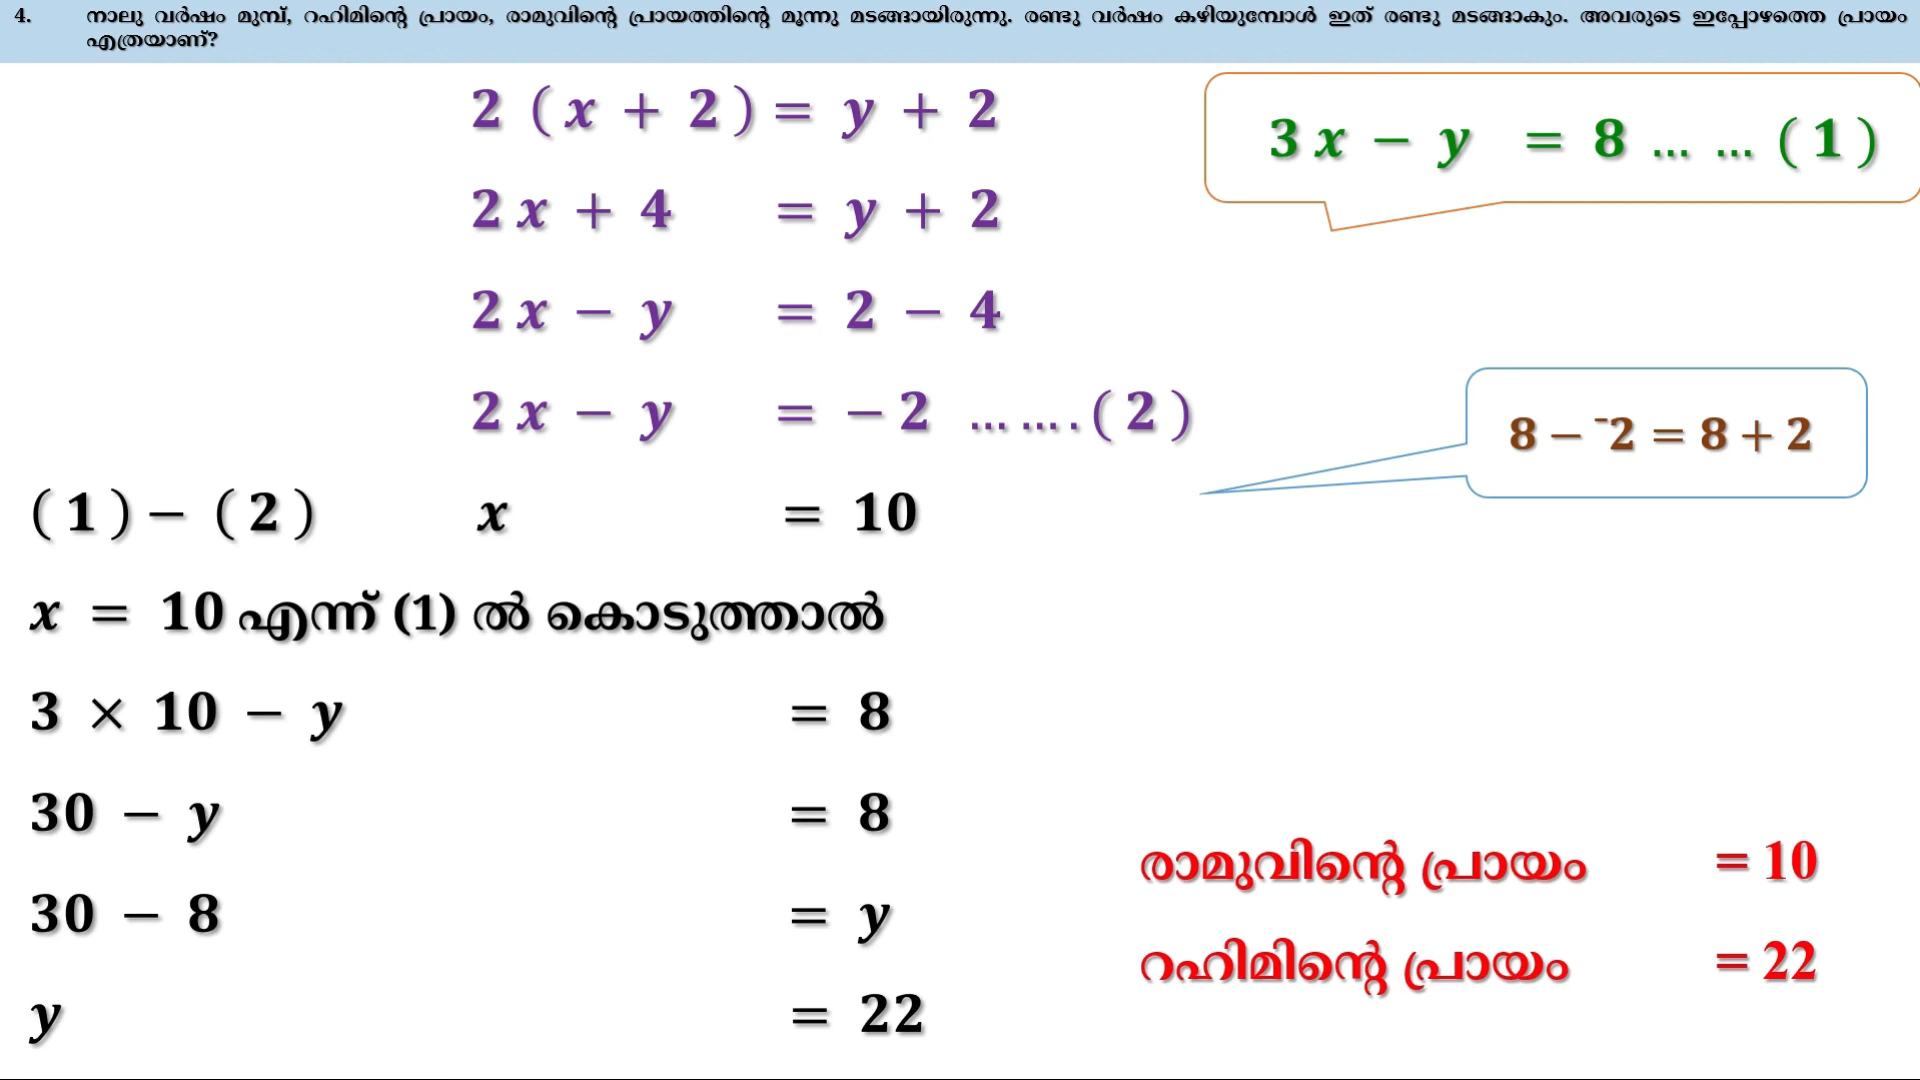 4. നാലു വർഷം മുമ്പ്, റഹിമിന്റെ പ്രായം, രാമുവിന്റെ പ്രായത്തിന്റെ മൂന്നു മടങ്ങായിരുന്നു. രണ്ടു വർഷം കഴിയുമ്പോൾ ഇത് രണ്ടു മടങ്ങാകും. അവരുടെ ഇപ്പോഴത്തെ പ്രായം
എത്രയാണ്?
2 ( x + 2 ) = y + 2
3 x − y = 8 … … ( 1 )
2 x + 4 = y + 2
2 x − y = 2 − 4
2 x − y = − 2 … … . ( 2 )
8 − ⁻2 = 8 + 2
( 1 ) − ( 2 ) x = 10
x = 10 എന്ന് (1) ൽ കൊടുത്താൽ
3 × 10 − y = 8
30 − y = 8
രാമുവിന്റെ പ്രായം = 10
30 − 8 = y
റഹിമിന്റെ പ്രായം = 22
y = 22